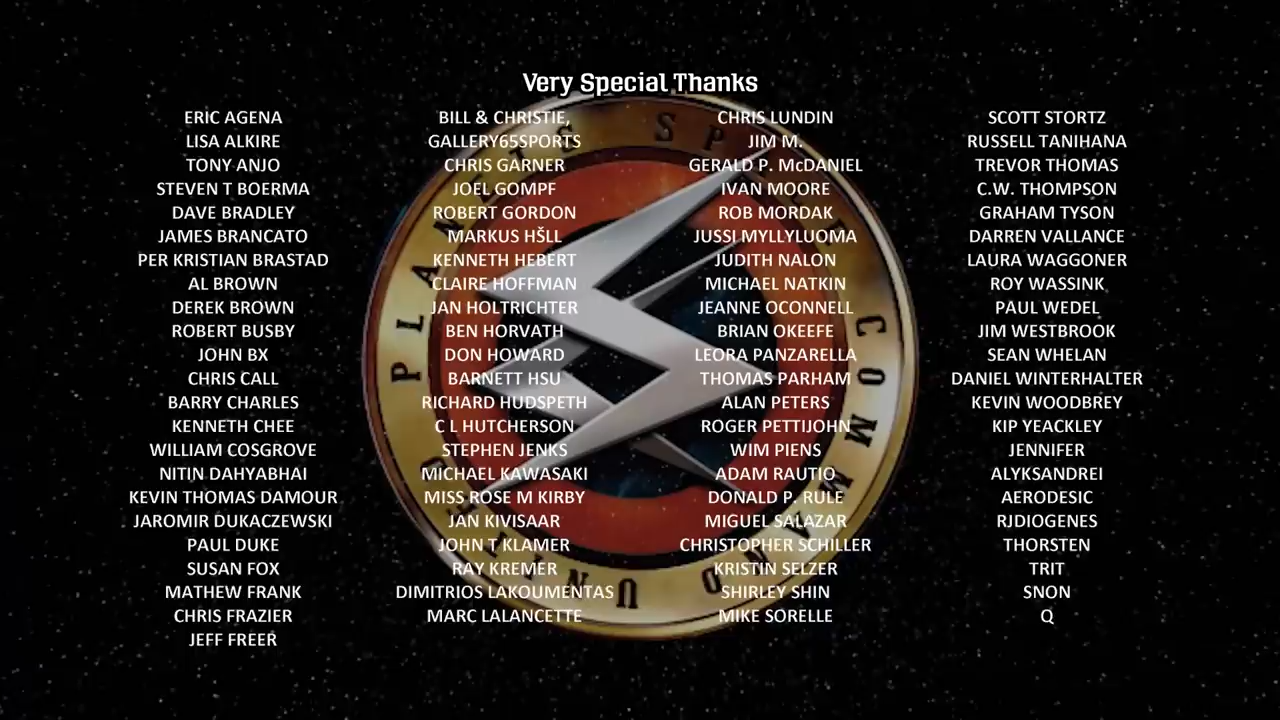 Very Special Thanks
ERIC AGENA
LISA ALKIRE
TONY ANJO
STEVEN T BOERMA
DAVE BRADLEY
JAMES BRANCATO
PER KRISTIAN BRASTAD
AL BROWN
DEREK BROWN
ROBERT BUSBY
JOHN BX
CHRIS CALL
BARRY CHARLES
KENNETH CHEE
WILLIAM COSGROVE
NITIN DAHYABHAI
KEVIN THOMAS DAMOUR
JAROMIR DUKACZEWSKI
PAUL DUKE
SUSAN FOX
MATHEW FRANK
CHRIS FRAZIER
JEFF FREER
BILL & CHRISTIE,
GALLERY65SPORTS
CHRIS GARNER
JOEL GOMPF
ROBERT GORDON
MARKUS HŠLL
KENNETH HEBERT
CLAIRE HOFFMAN
JAN HOLTRICHTER
BEN HORVATH
DON HOWARD
BARNETT HSU
RICHARD HUDSPETH
C L HUTCHERSON
STEPHEN JENKS
MICHAEL KAWASAKI
MISS ROSE M KIRBY
JAN KIVISAAR
JOHN T KLAMER
RAY KREMER
DIMITRIOS LAKOUMENTAS
MARC LALANCETTE
CHRIS LUNDIN
JIM M.
GERALD P. McDANIEL
IVAN MOORE
ROB MORDAK
JUSSI MYLLYLUOMA
JUDITH NALON
MICHAEL NATKIN
JEANNE OCONNELL
BRIAN OKEEFE
LEORA PANZARELLA
THOMAS PARHAM
ALAN PETERS
ROGER PETTIJOHN
WIM PIENS
ADAM RAUTIO
DONALD P. RULE
MIGUEL SALAZAR
CHRISTOPHER SCHILLER
KRISTIN SELZER
SHIRLEY SHIN
MIKE SORELLE
SCOTT STORTZ
RUSSELL TANIHANA
TREVOR THOMAS
C.W. THOMPSON
GRAHAM TYSON
DARREN VALLANCE
LAURA WAGGONER
ROY WASSINK
PAUL WEDEL
JIM WESTBROOK
SEAN WHELAN
DANIEL WINTERHALTER
KEVIN WOODBREY
KIP YEACKLEY
JENNIFER
ALYKSANDREI
AERODESIC
RJDIOGENES
THORSTEN
TRIT
SNON
Q